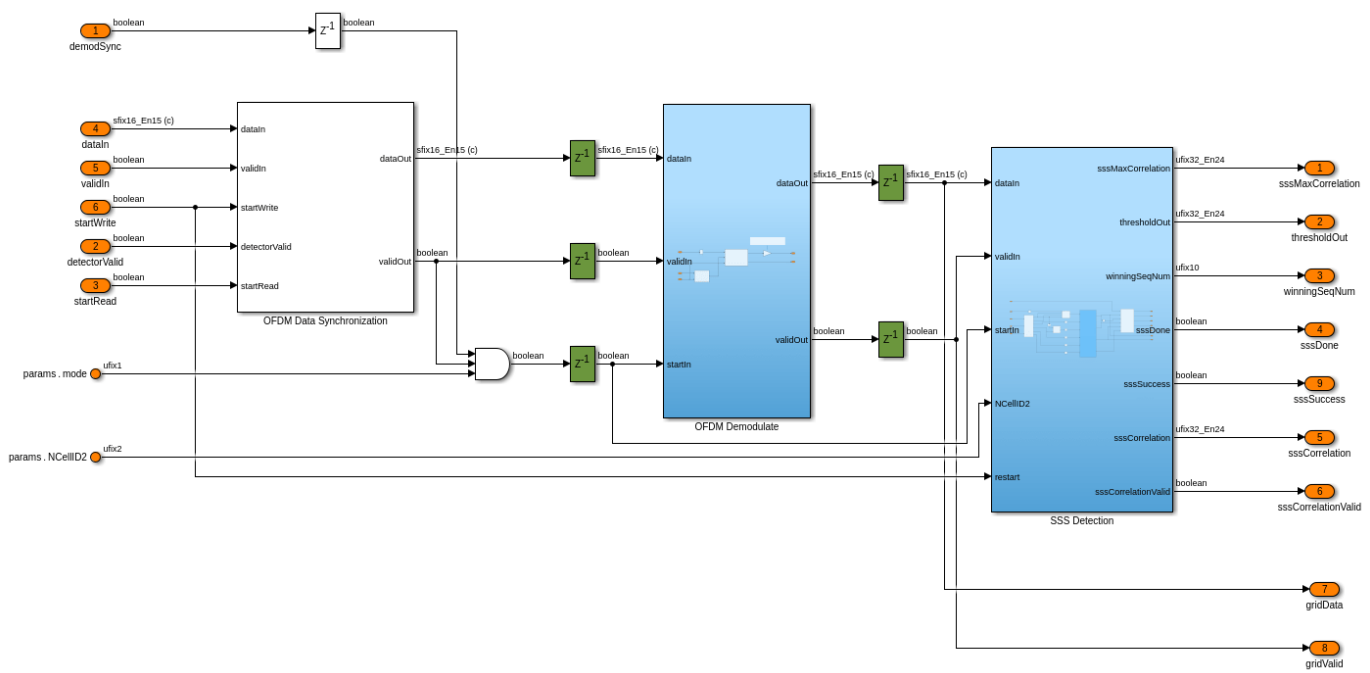 1
boolean
demodSync
Z-1
boolean
4
sfix16_En15 (c)
dataIn
5
boolean
validIn
6
boolean
startWrite
2
boolean
detectorValid
3
boolean
startRead
dataIn
validIn
startWrite
detectorValid
startRead
dataOut
validOut
OFDM Data Synchronization
sfix16_En15 (c)
boolean
params . mode
ufix1
params . NCellID2
ufix2
boolean
Z-1
sfix16_En15 (c)
Z-1
boolean
Z-1
boolean
dataIn
validIn
startIn
dataOut
validOut
OFDM Demodulate
sfix16_En15 (c)
Z-1
sfix16_En15 (c)
boolean
Z-1
boolean
dataIn
validIn
startIn
NCellID2
restart
sssMaxCorrelation
thresholdOut
winningSeqNum
sssDone
sssSuccess
sssCorrelation
sssCorrelationValid
SSS Detection
ufix32_En24
1
sssMaxCorrelation
ufix32_En24
2
thresholdOut
ufix10
3
winningSeqNum
boolean
4
sssDone
boolean
9
sssSuccess
ufix32_En24
5
sssCorrelation
boolean
6
sssCorrelationValid
7
gridData
8
gridValid